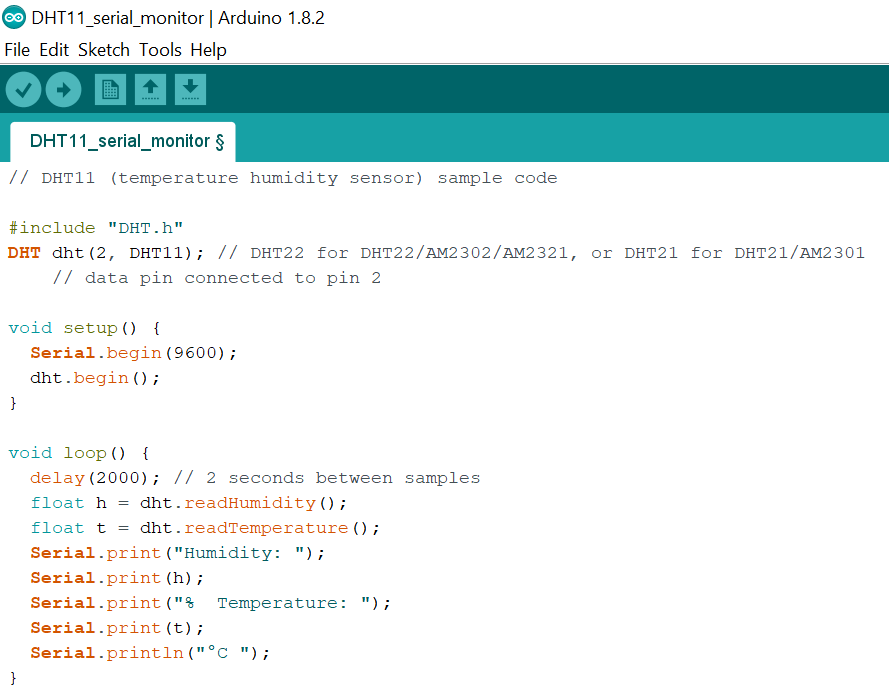 DHT11_serial_monitor | Arduino 1.8.2
File Edit Sketch Tools Help
DHT11_serial_monitor §
// DHT11 (temperature humidity sensor) sample code
#include "DHT.h"
DHT dht(2, DHT11); // DHT22 for DHT22/AM2302/AM2321, or DHT21 for DHT21/AM2301
    // data pin connected to pin 2
void setup() {
  Serial.begin(9600);
  dht.begin();
}
void loop() {
  delay(2000); // 2 seconds between samples
  float h = dht.readHumidity();
  float t = dht.readTemperature();
  Serial.print("Humidity: ");
  Serial.print(h);
  Serial.print("%  Temperature: ");
  Serial.print(t);
  Serial.println("°C ");
}